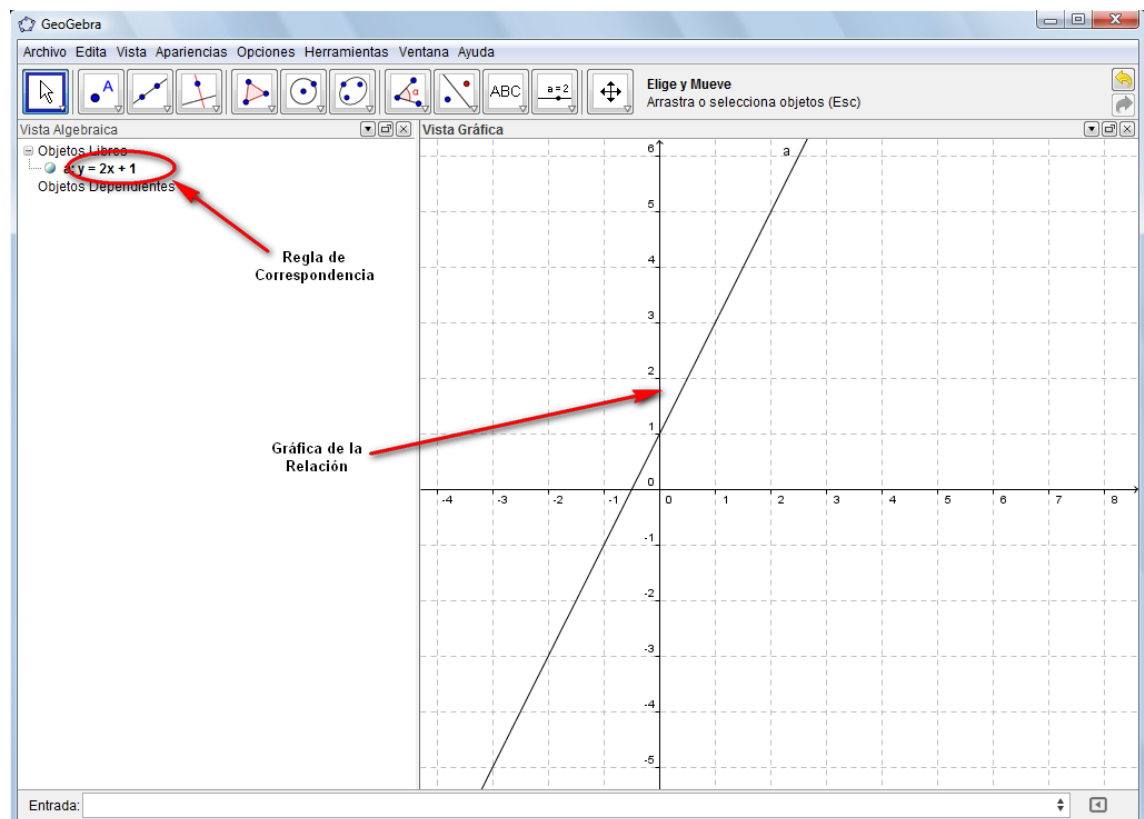 GeoGebra
Archivo Edita Vista Apariencias Opciones Herramientas Ventana Ayuda
A
α
ABC
a=2
Elige y Mueve
Arrastra o selecciona objetos (Esc)
Vista Algebraica
Vista Gráfica
Objetos Libres
a: y = 2x + 1
Objetos Dependientes
Regla de
Correspondencia
Gráfica de la
Relación
a
6
5
4
3
2
1
0
-4 -3 -2 -1 0 1 2 3 4 5 6 7 8
-1
-2
-3
-4
-5
Entrada: